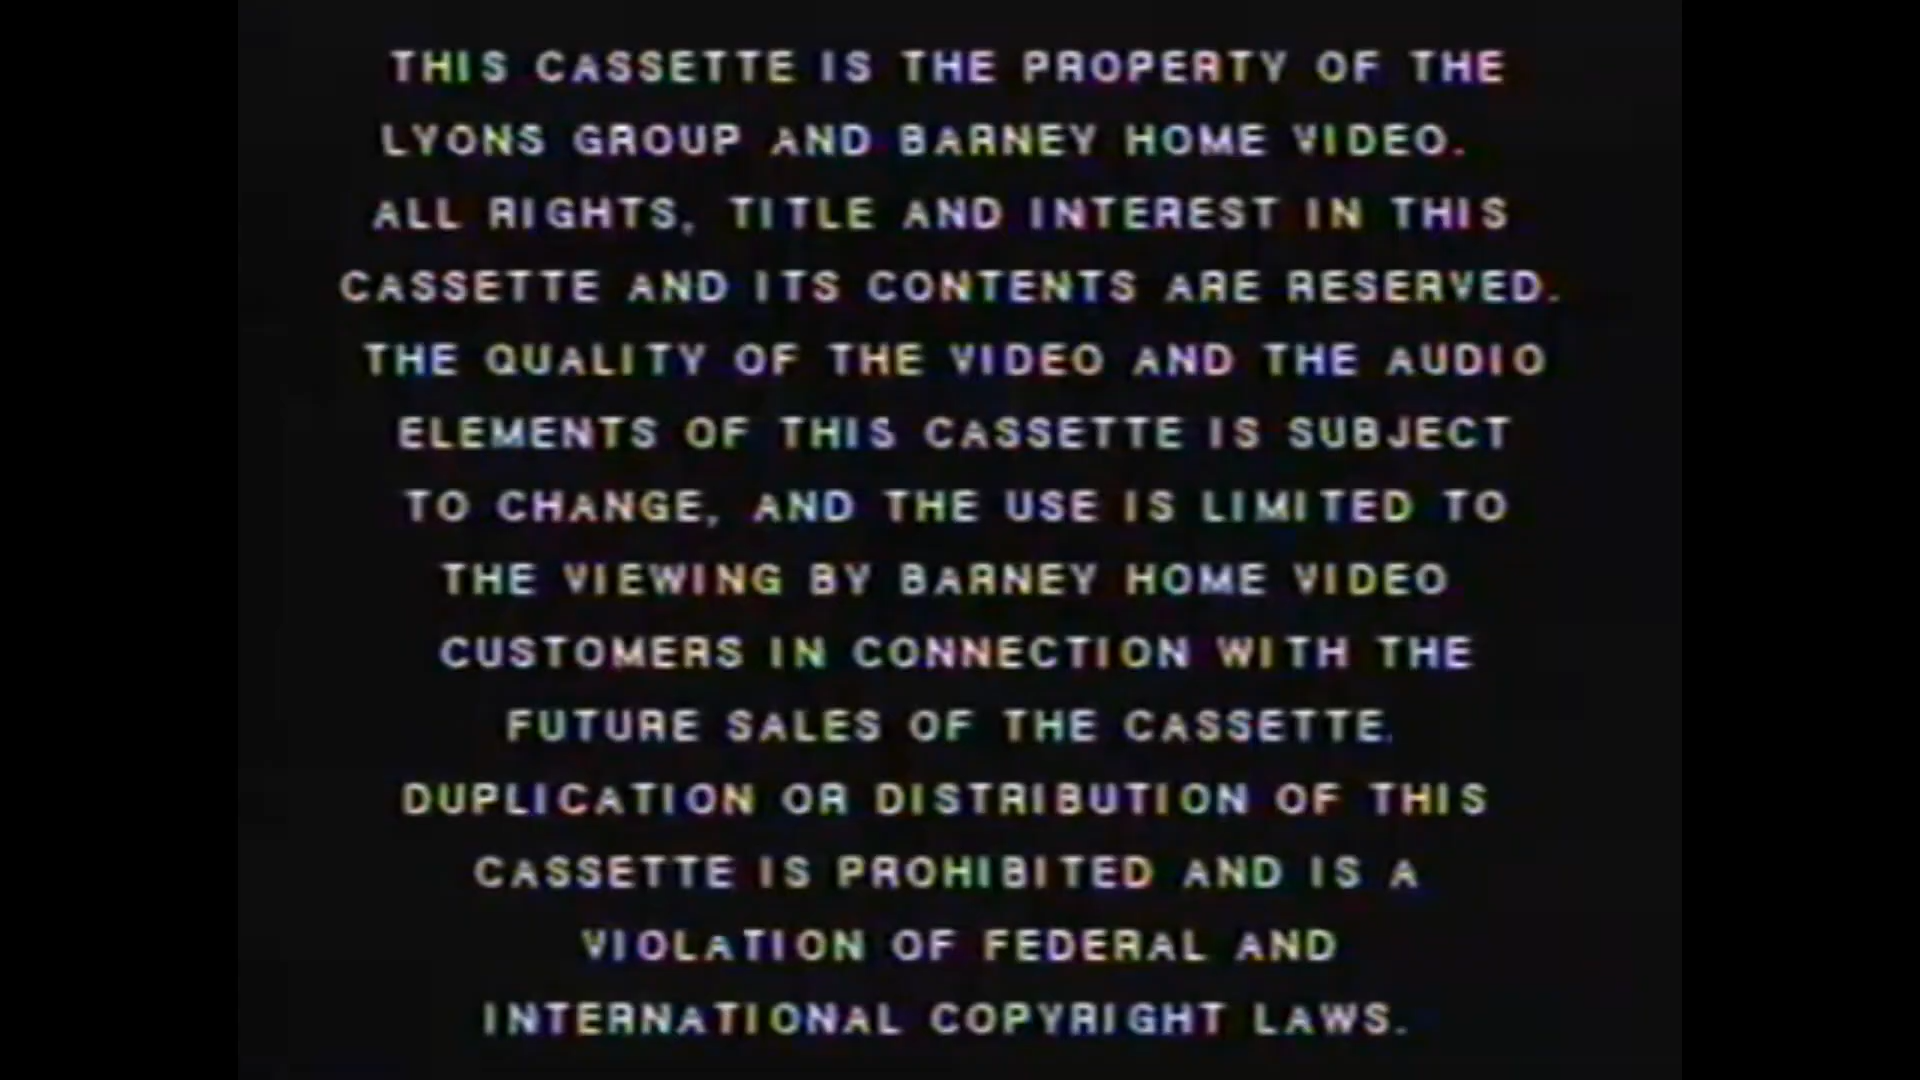 THIS CASSETTE IS THE PROPERTY OF THE
LYONS GROUP AND BARNEY HOME VIDEO.
ALL RIGHTS, TITLE AND INTEREST IN THIS
CASSETTE AND ITS CONTENTS ARE RESERVED.
THE QUALITY OF THE VIDEO AND THE AUDIO
ELEMENTS OF THIS CASSETTE IS SUBJECT
TO CHANGE, AND THE USE IS LIMITED TO
THE VIEWING BY BARNEY HOME VIDEO
CUSTOMERS IN CONNECTION WITH THE
FUTURE SALES OF THE CASSETTE.
DUPLICATION OR DISTRIBUTION OF THIS
CASSETTE IS PROHIBITED AND IS A
VIOLATION OF FEDERAL AND
INTERNATIONAL COPYRIGHT LAWS.